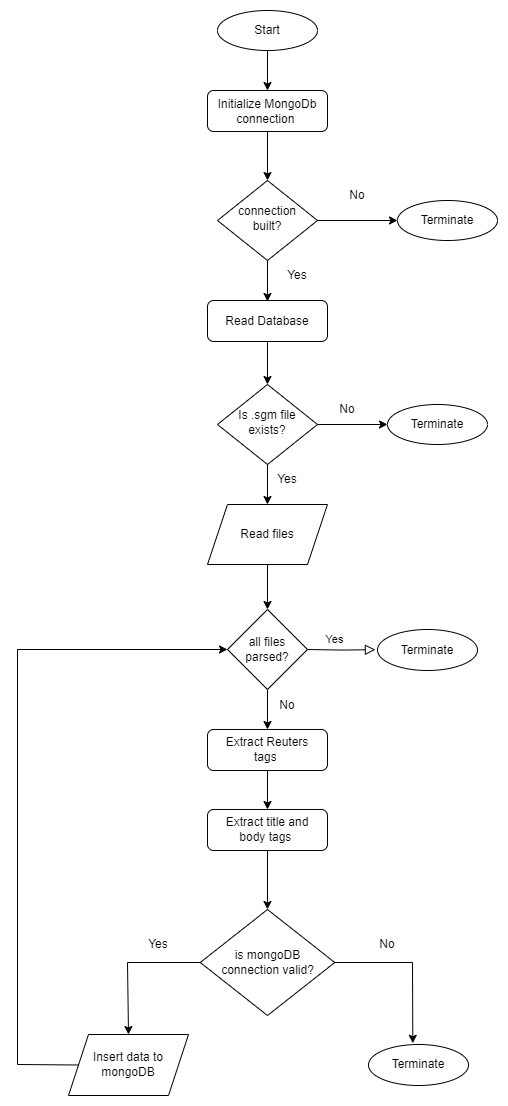 Start
Initialize MongoDb
connection
No
connection
built?
Terminate
Yes
Read Database
No
Is .sgm file
exists?
Terminate
Yes
Read files
Yes
all files
parsed?
Terminate
No
Extract Reuters
tags
Extract title and
body tags
Yes
No
is mongoDB
connection valid?
Insert data to
mongoDB
Terminate